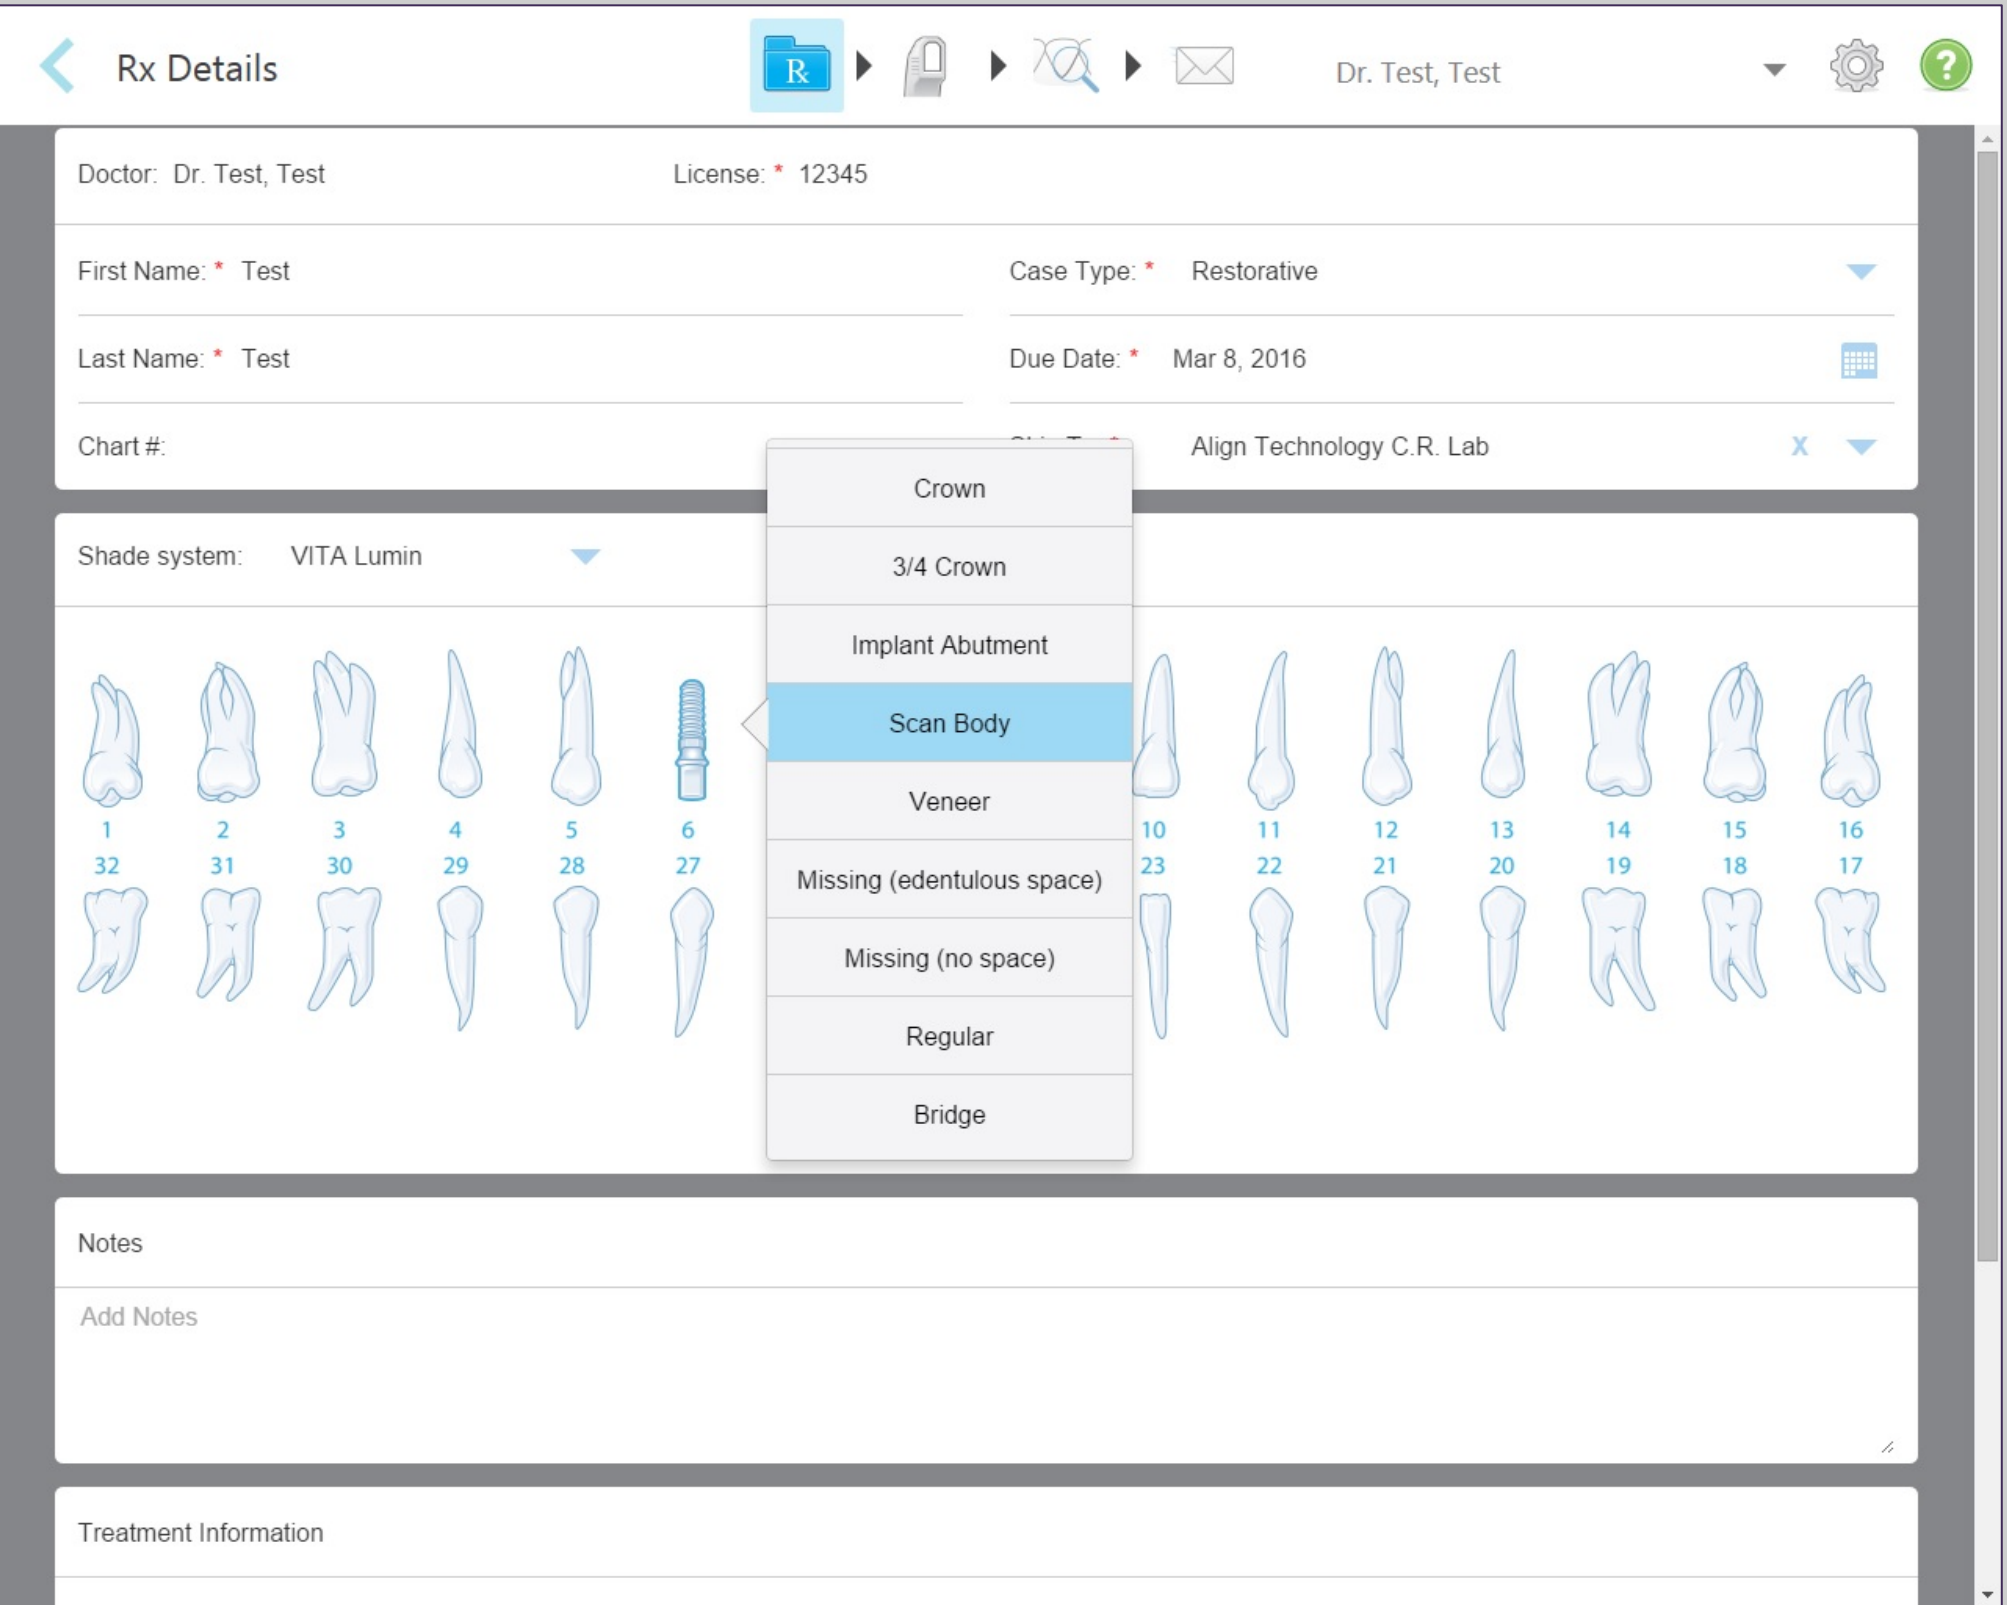 Rx Details
Rx
Dr. Test, Test
?
Doctor: Dr. Test, Test License: * 12345
First Name: * Test
Case Type: * Restorative
Last Name: * Test
Due Date: * Mar 8, 2016
Chart #:
Align Technology C.R. Lab X
Shade system: VITA Lumin
Crown
3/4 Crown
Implant Abutment
Scan Body
Veneer
Missing (edentulous space)
Missing (no space)
Regular
Bridge
1 2 3 4 5 6 10 11 12 13 14 15 16
32 31 30 29 28 27 23 22 21 20 19 18 17
Notes
Add Notes
Treatment Information